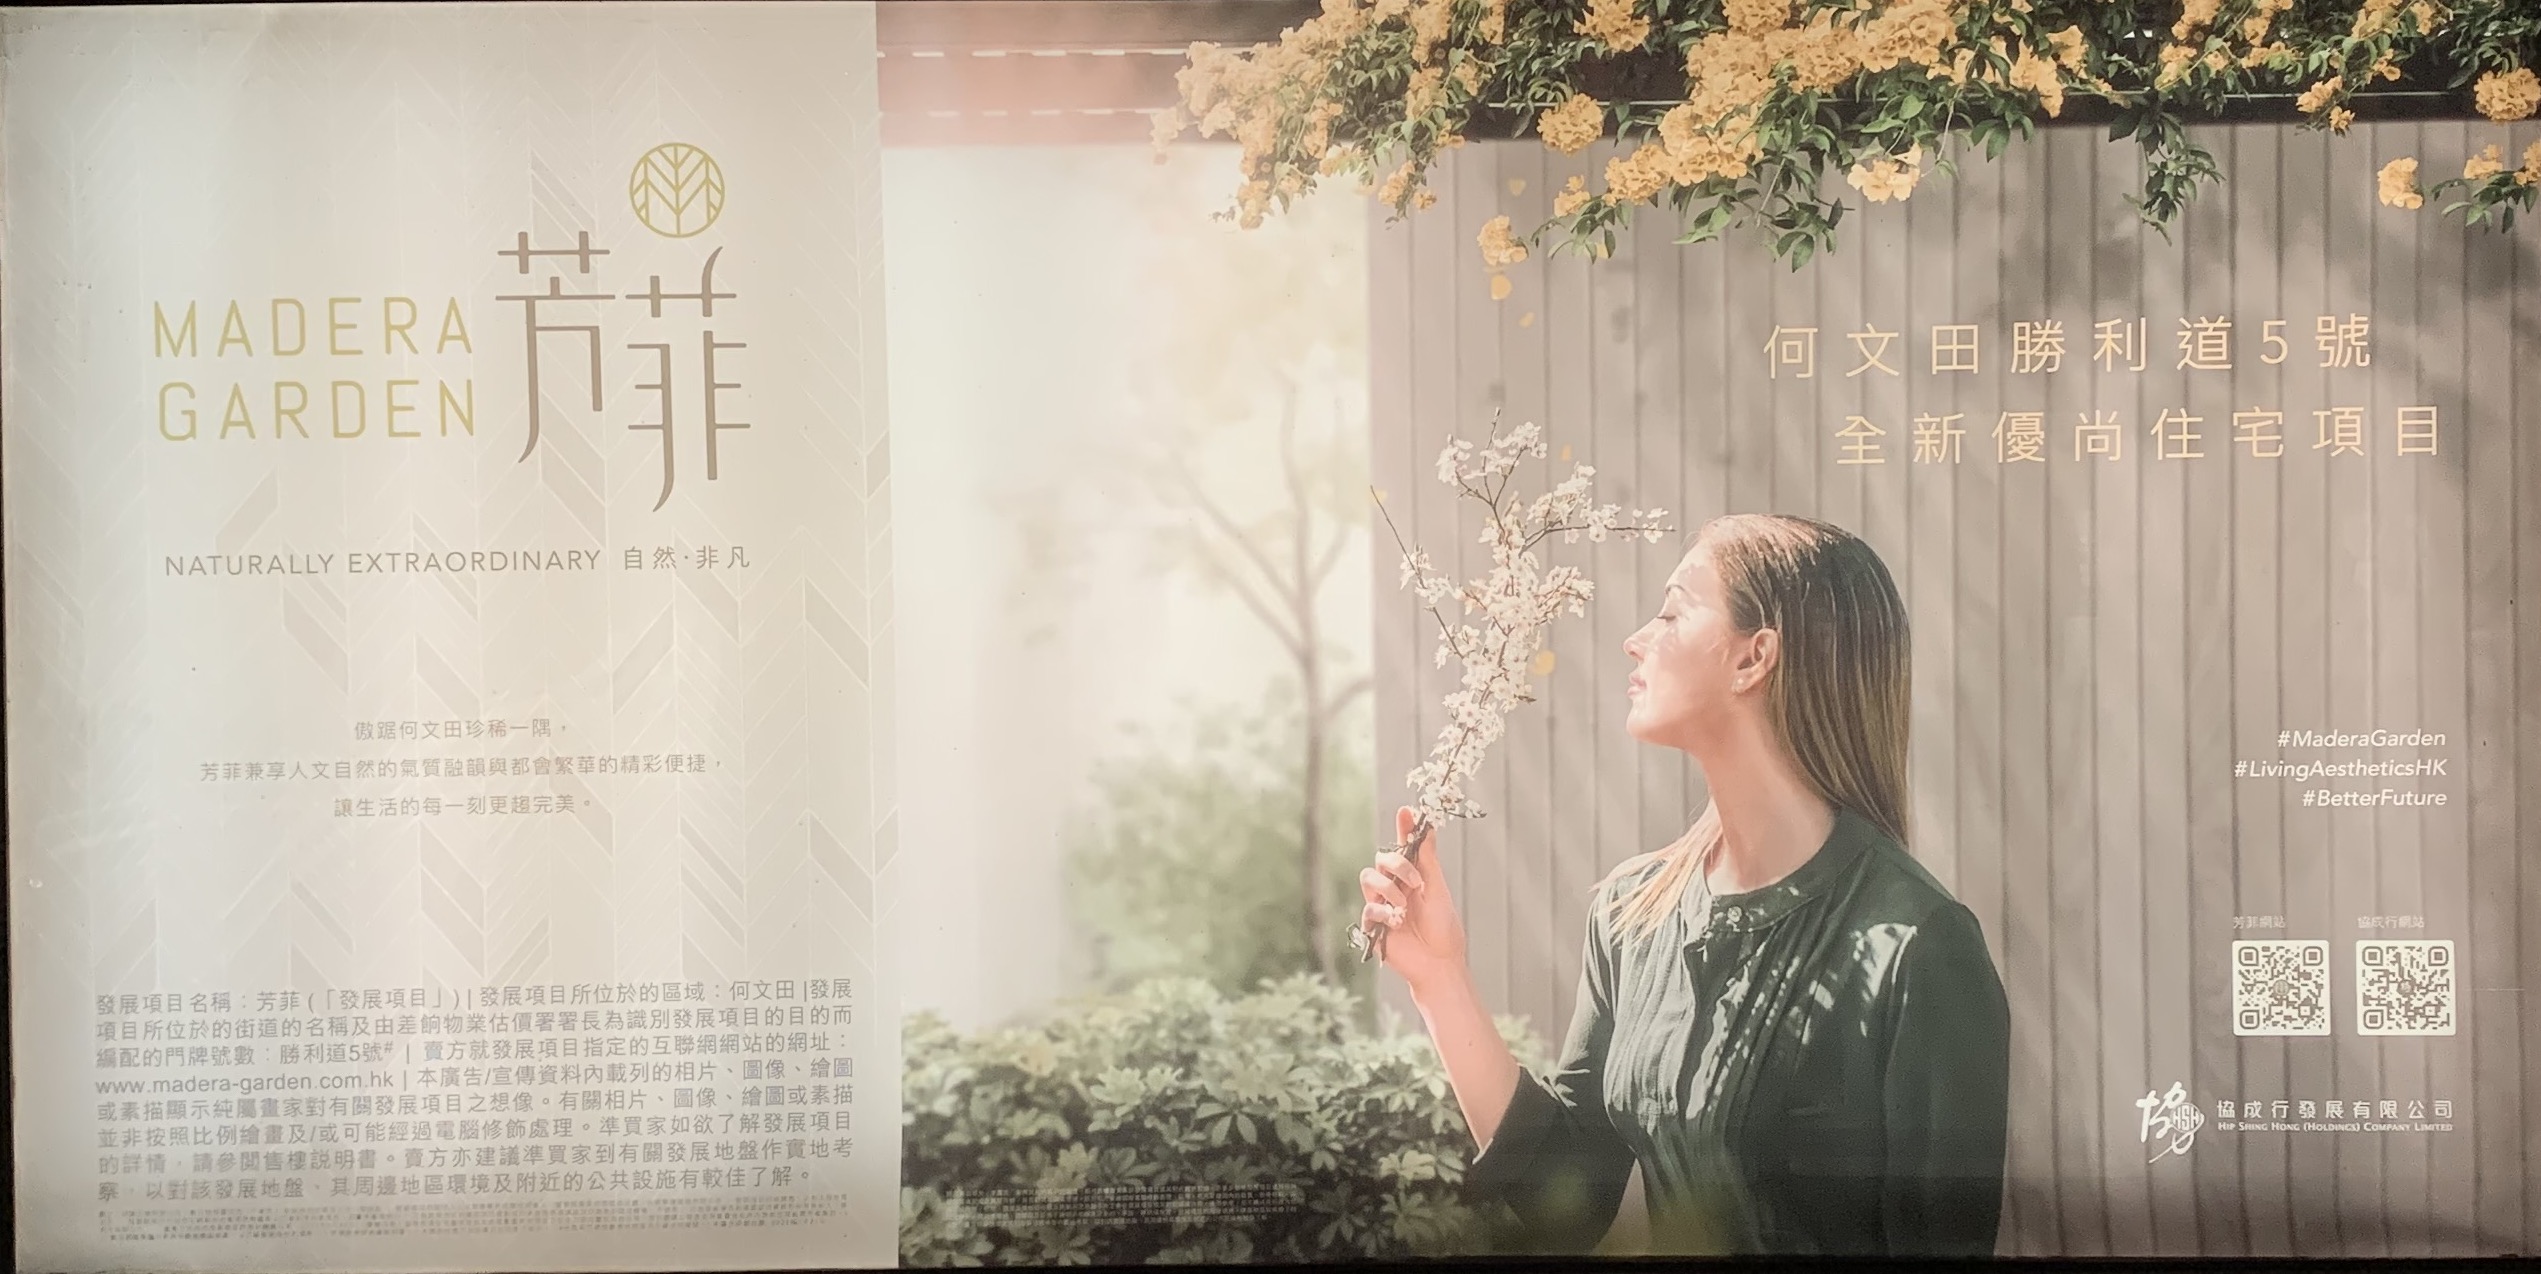 MADERA
GARDEN
芳菲
NATURALLY EXTRAORDINARY 自然·非凡
傲踞何文田珍稀一隅，
芳菲兼享人文自然的氣質融韻與都會繁華的精彩便捷，
讓生活的每一刻更趨完美。
發展項目名稱：芳菲（「發展項目」）| 發展項目所位於的區域：何文田 |發展
項目所位於的街道的名稱及由差餉物業估價署署長為識別發展項目的目的而
編配的門牌號數：勝利道5號# | 賣方就發展項目指定的互聯網網站的網址：
www.madera-garden.com.hk | 本廣告/宣傳資料內載列的相片、圖像、繪圖
或素描顯示純屬畫家對有關發展項目之想像。有關相片、圖像、繪圖或素描
並非按照比例繪畫及/或可能經過電腦修飾處理。準買家如欲了解發展項目
的詳情，請參閱售樓說明書。賣方亦建議準買家到有關發展地盤作實地考
察，以對該發展地盤、其周邊地區環境及附近的公共設施有較佳了解。
何文田勝利道5號
全新優尚住宅項目
#MaderaGarden
#LivingAestheticsHK
#BetterFuture
芳菲網站 協成行網站
協成行發展有限公司
HIP SHING HONG (HOLDINGS) COMPANY LIMITED